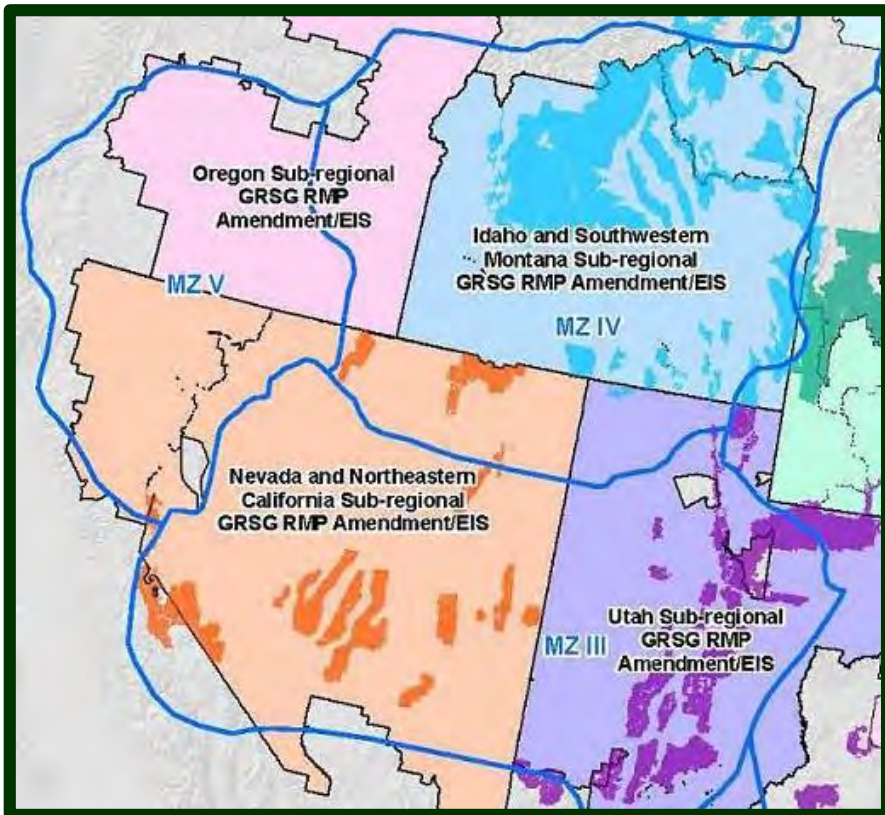 Oregon Sub-regional
GRSG RMP
Amendment/EIS
MZ V
Idaho and Southwestern
Montana Sub-regional
GRSG RMP Amendment/EIS
MZ IV
Nevada and Northeastern
California Sub-regional
GRSG RMP Amendment/EIS
MZ III
Utah Sub-regional
GRSG RMP
Amendment/EIS